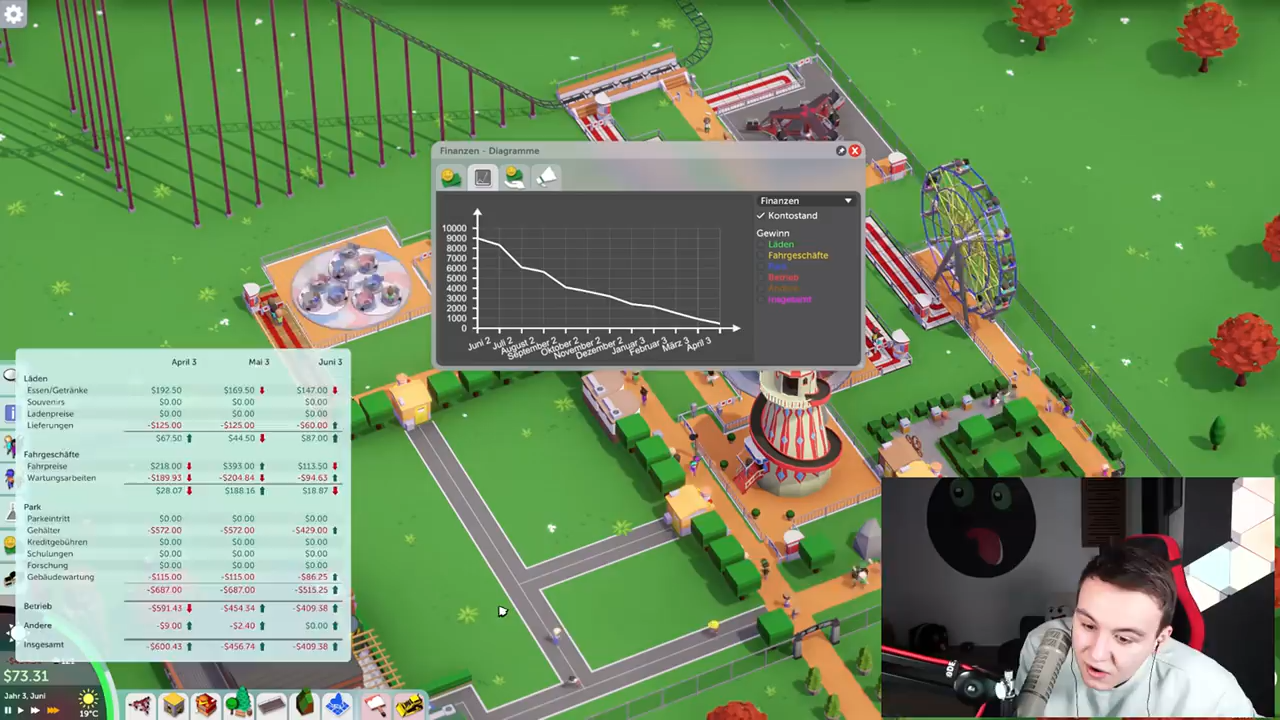 Finanzen - Diagramme
Finanzen
Kontostand
Gewinn
Läden
Fahrgeschäfte
Park
Betrieb
Andere
Insgesamt
10000
9000
8000
7000
6000
5000
4000
3000
2000
1000
0
Juni 2 Juli 2 August 2 September 2 Oktober 2 November 2 Dezember 2 Januar 3 Februar 3 März 3 April 3
April 3 Mai 3 Juni 3
Läden
Essen/Getränke $192.50 $169.50 $147.00
Souvenirs $0.00 $0.00 $0.00
Ladenpreise $0.00 $0.00 $0.00
Lieferungen -$125.00 -$125.00 -$60.00
$67.50 $44.50 $87.00
Fahrgeschäfte
Fahrpreise $218.00 $393.00 $113.50
Wartungsarbeiten -$189.93 -$204.84 -$94.63
$28.07 $188.16 $18.87
Park
Parkeintritt $0.00 $0.00 $0.00
Gehälter -$572.00 -$572.00 -$429.00
Kreditgebühren $0.00 $0.00 $0.00
Schulungen $0.00 $0.00 $0.00
Forschung $0.00 $0.00 $0.00
Gebäudewartung -$115.00 -$115.00 -$86.25
-$687.00 -$687.00 -$515.25
Betrieb -$591.43 -$454.34 -$409.38
Andere -$9.00 -$2.40 $0.00
Insgesamt -$600.43 -$456.74 -$409.38
$73.31
Jahr 3, Juni
19°C